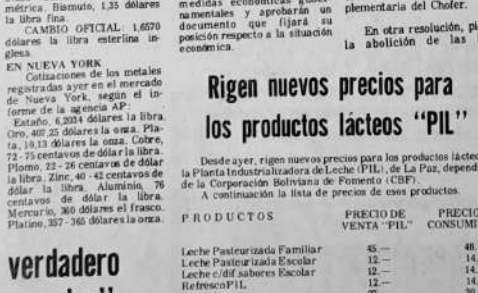 métrica. Bismuto, 1,35 dólares
la libra fina.
CAMBIO OFICIAL: 1,6570
dólares la libra esterlina in-
glesa.
EN NUEVA YORK
Cotizaciones de los metales
registradas ayer en el mercado
de Nueva York, según el in-
forme de la agencia AP:
Estaño, 6,2034 dólares la libra.
Oro, 407,25 dólares la onza. Pla-
ta, 10,13 dólares la onza. Cobre,
72 - 75 centavos de dólar la libra.
Plomo, 22 - 26 centavos de dólar
la libra. Zinc, 40 - 42 centavos de
dólar la libra. Aluminio, 76
centavos de dólar la libra.
Mercurio, 360 dólares el frasco.
Platino, 357 - 365 dólares la onza.
verdadero
medidas económicas
namentales y aprobarán un
documento que fijará su
posición respecto a la situación
económica.
plementaria del Chofer.
En otra resolución,
la abolición de las
Rigen nuevos precios para
los productos lácteos "PIL"
Desde ayer, rigen nuevos precios para los productos
la Planta Industrializadora de Leche (PIL), de La Paz,
de la Corporación Boliviana de Fomento (CBF).
A continuación la lista de precios de esos productos.
PRODUCTOS PRECIO DE
VENTA "PIL"
Leche Pasteurizada Familiar 45.— 48.
Leche Pasteurizada Escolar 12.— 14.
Leche c/dif sabores Escolar 12.— 14.
Refresco PIL 12.— 14.